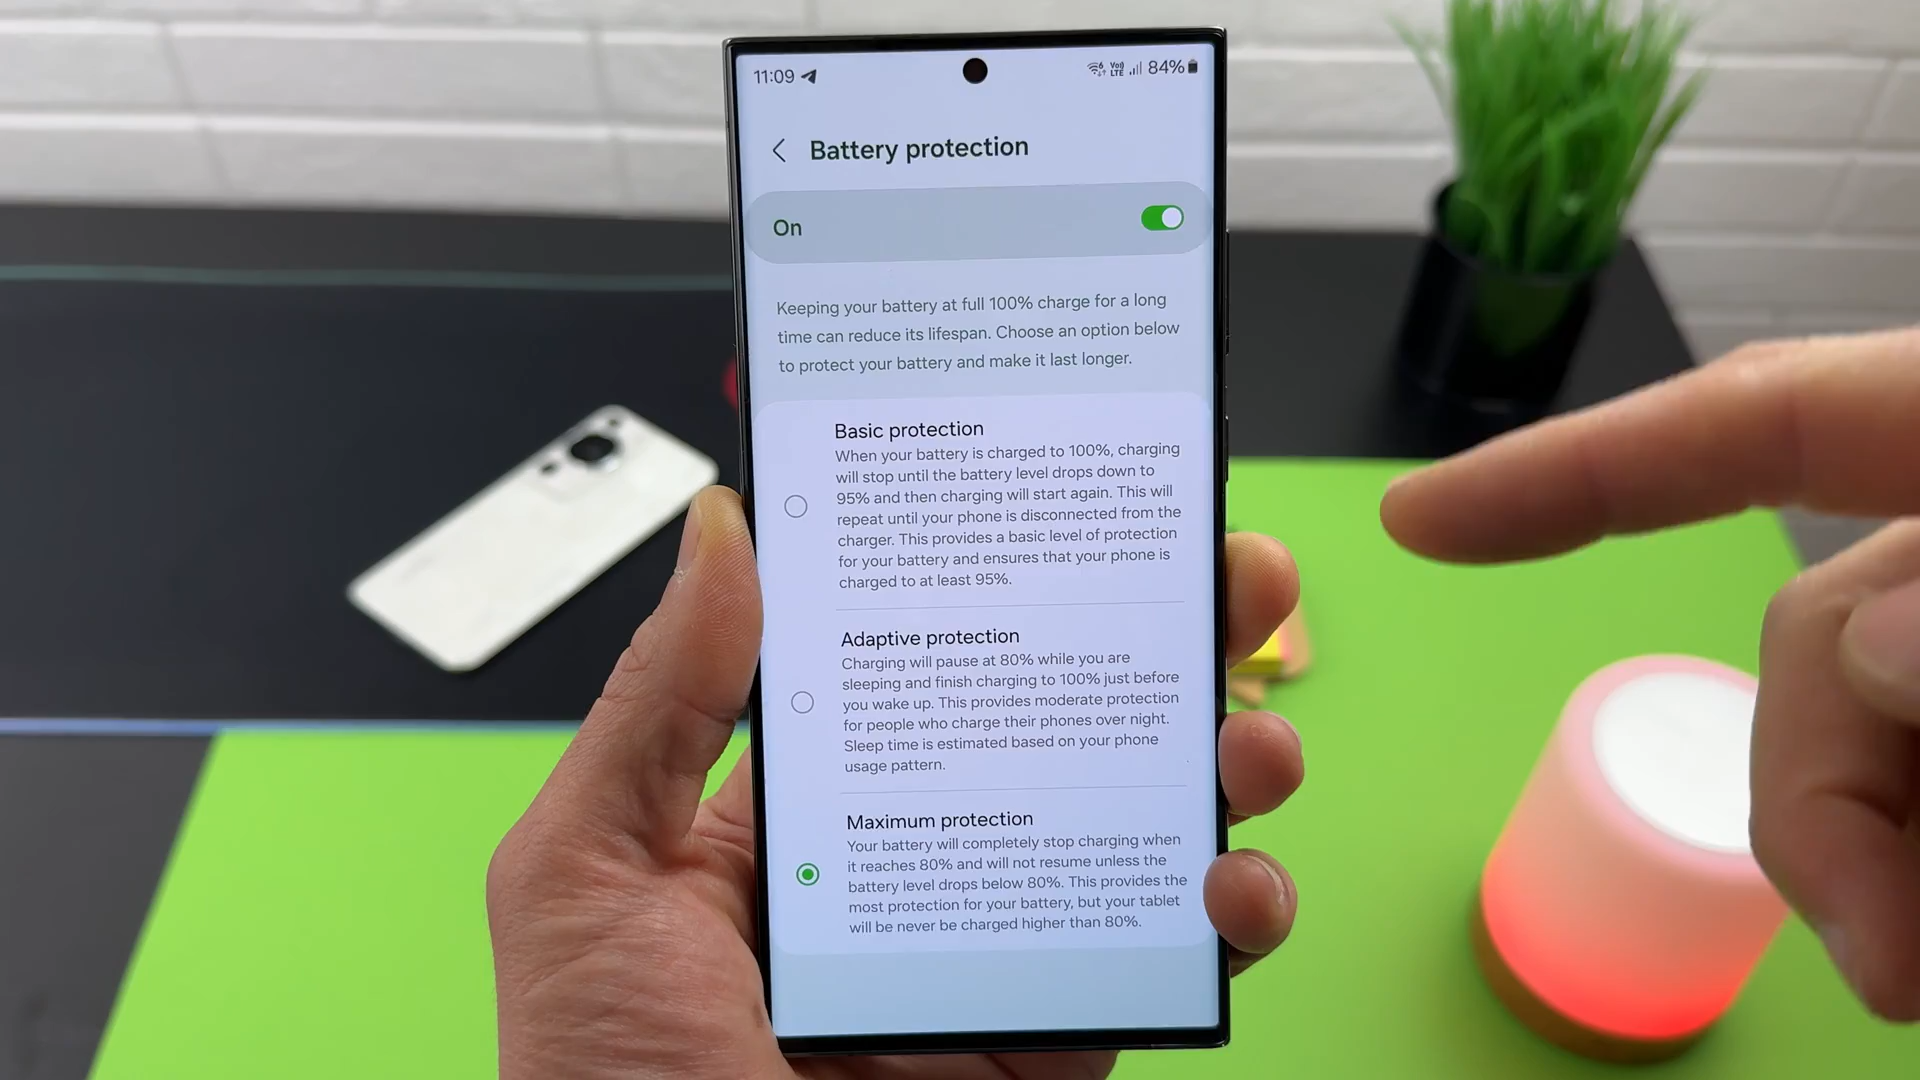 11:09
VoLTE 84%
Battery protection
On
Keeping your battery at full 100% charge for a long
time can reduce its lifespan. Choose an option below
to protect your battery and make it last longer.
Basic protection
When your battery is charged to 100%, charging
will stop until the battery level drops down to
95% and then charging will start again. This will
repeat until your phone is disconnected from the
charger. This provides a basic level of protection
for your battery and ensures that your phone is
charged to at least 95%.
Adaptive protection
Charging will pause at 80% while you are
sleeping and finish charging to 100% just before
you wake up. This provides moderate protection
for people who charge their phones over night.
Sleep time is estimated based on your phone
usage pattern.
Maximum protection
Your battery will completely stop charging when
it reaches 80% and will not resume unless the
battery level drops below 80%. This provides the
most protection for your battery, but your tablet
will be never be charged higher than 80%.